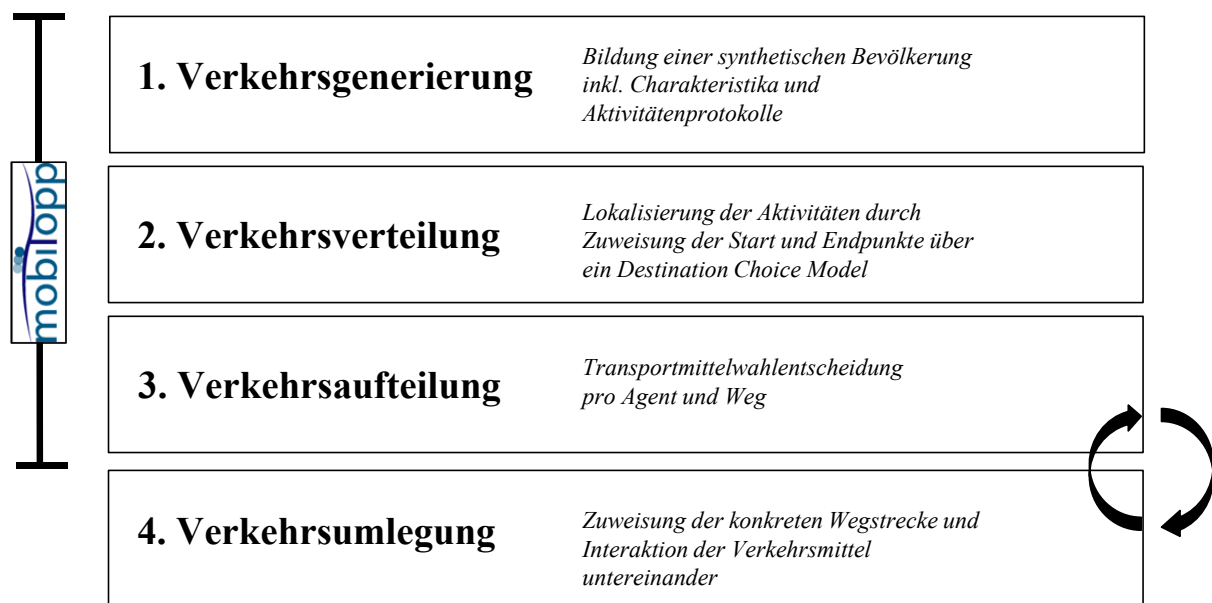 1. Verkehrsgenerierung
Bildung einer synthetischen Bevölkerung
inkl. Charakteristika und
Aktivitätenprotokolle
mobitopp
2. Verkehrsverteilung
Lokalisierung der Aktivitäten durch
Zuweisung der Start und Endpunkte über
ein Destination Choice Model
3. Verkehrsaufteilung
Transportmittelwahlentscheidung
pro Agent und Weg
4. Verkehrsumlegung
Zuweisung der konkreten Wegstrecke und
Interaktion der Verkehrsmittel
untereinander